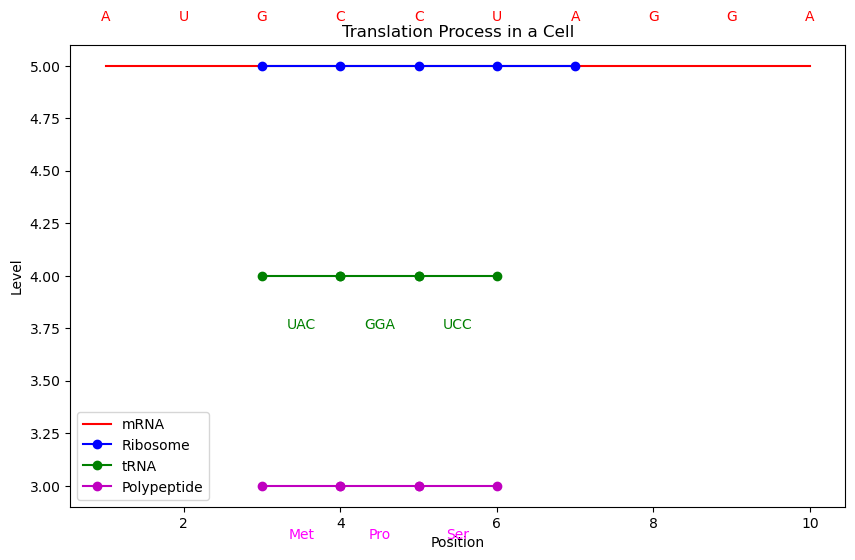 A U G C C U A G G A
Translation Process in a Cell
5.00
4.75
4.50
4.25
4.00
3.75
3.50
3.25
3.00
Level
UAC GGA UCC
mRNA
Ribosome
tRNA
Polypeptide
2 4 6 8 10
Met Pro Ser
Position